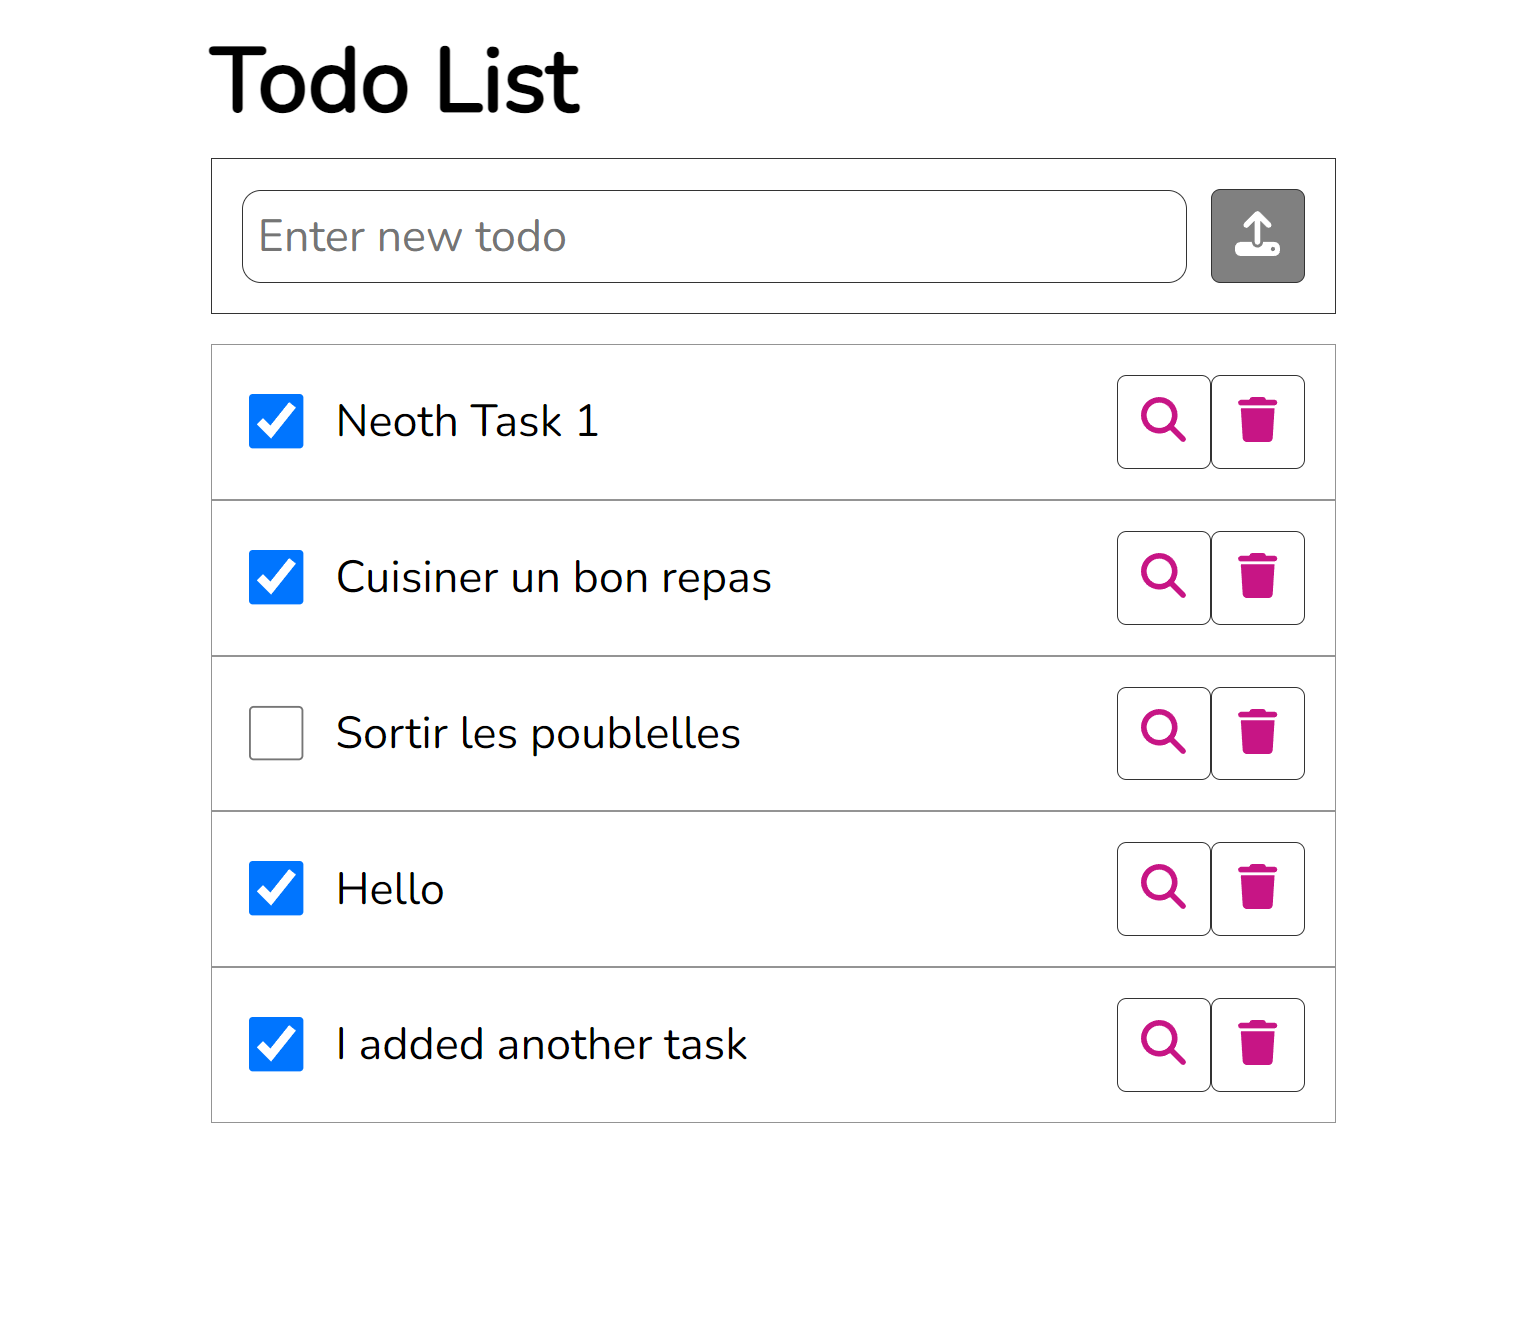 Todo List
Enter new todo
Neoth Task 1
Cuisiner un bon repas
Sortir les poublelles
Hello
I added another task